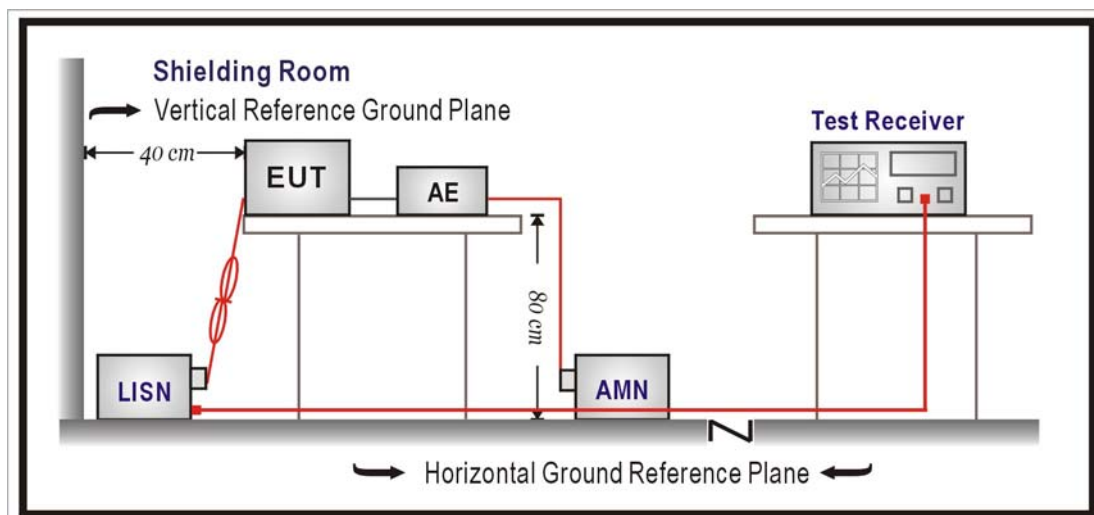 Shielding Room
Vertical Reference Ground Plane
40 cm
EUT
AE
Test Receiver
80 cm
LISN
AMN
Horizontal Ground Reference Plane